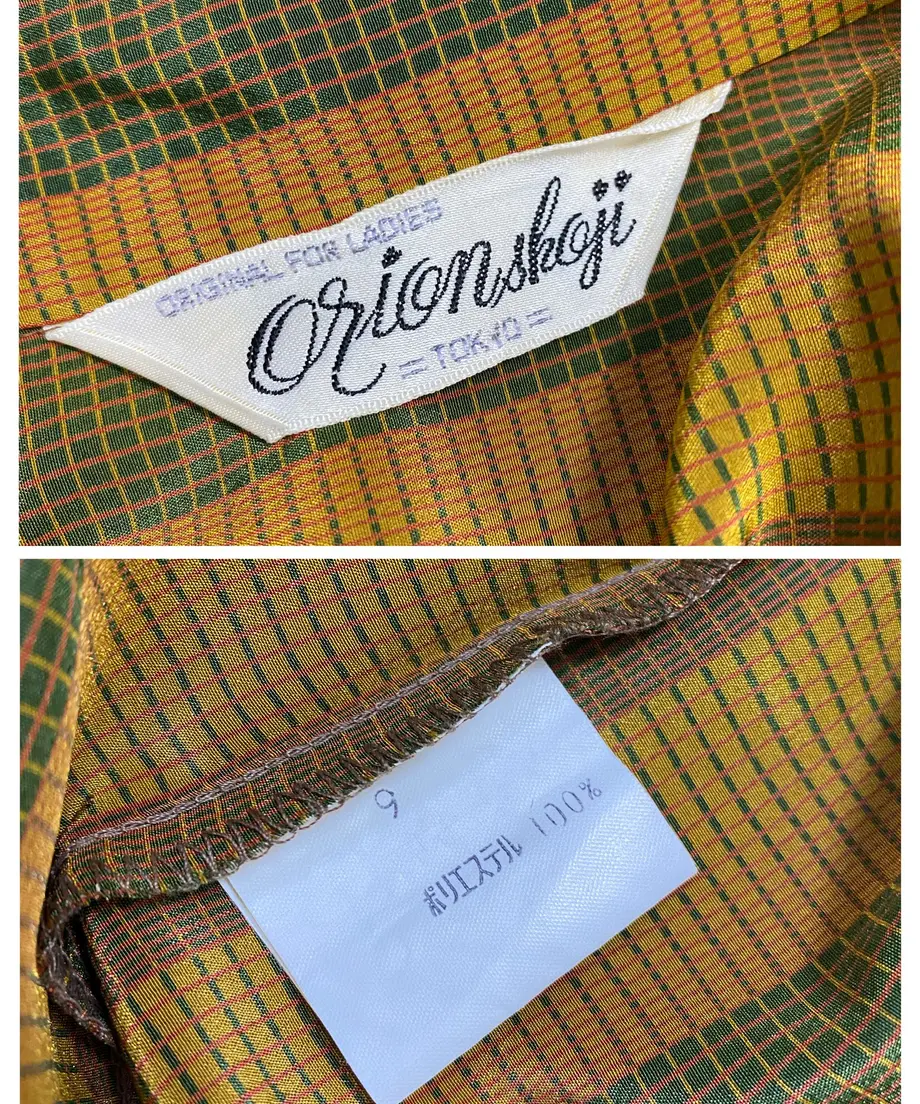 ORIGINAL FOR LADIES
Orionshoji
= TOKYO =
9
ポリエステル 100%